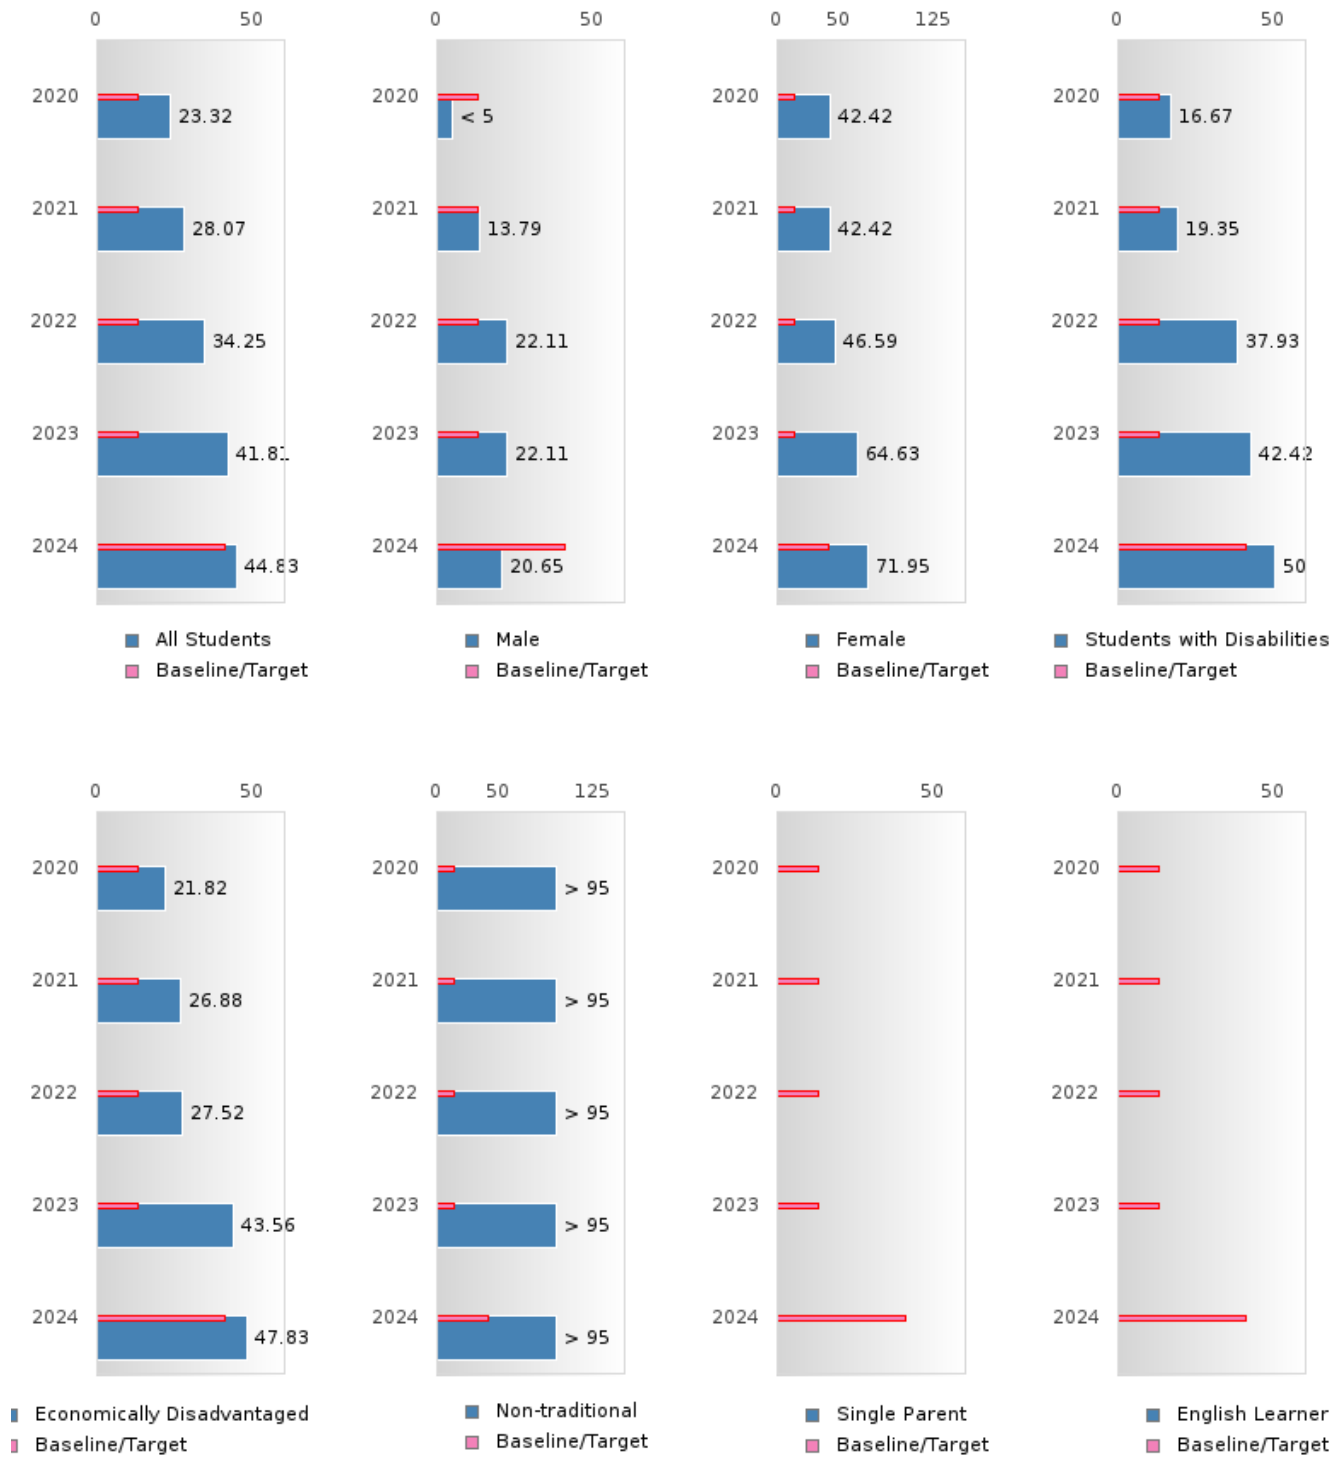 0 50 0 50 0 50 125 0 50
2020 23.32 2020 < 5 2020 42.42 2020 16.67
2021 28.07 2021 13.79 2021 42.42 2021 19.35
2022 34.25 2022 22.11 2022 46.59 2022 37.93
2023 41.81 2023 22.11 2023 64.63 2023 42.42
2024 44.83 2024 20.65 2024 71.95 2024 50
All Students Male Female Students with Disabilities
Baseline/Target Baseline/Target Baseline/Target Baseline/Target
0 50 0 50 125 0 50 0 50
2020 21.82 2020 > 95 2020 2020
2021 26.88 2021 > 95 2021 2021
2022 27.52 2022 > 95 2022 2022
2023 43.56 2023 > 95 2023 2023
2024 47.83 2024 > 95 2024 2024
Economically Disadvantaged Non-traditional Single Parent English Learner
Baseline/Target Baseline/Target Baseline/Target Baseline/Target